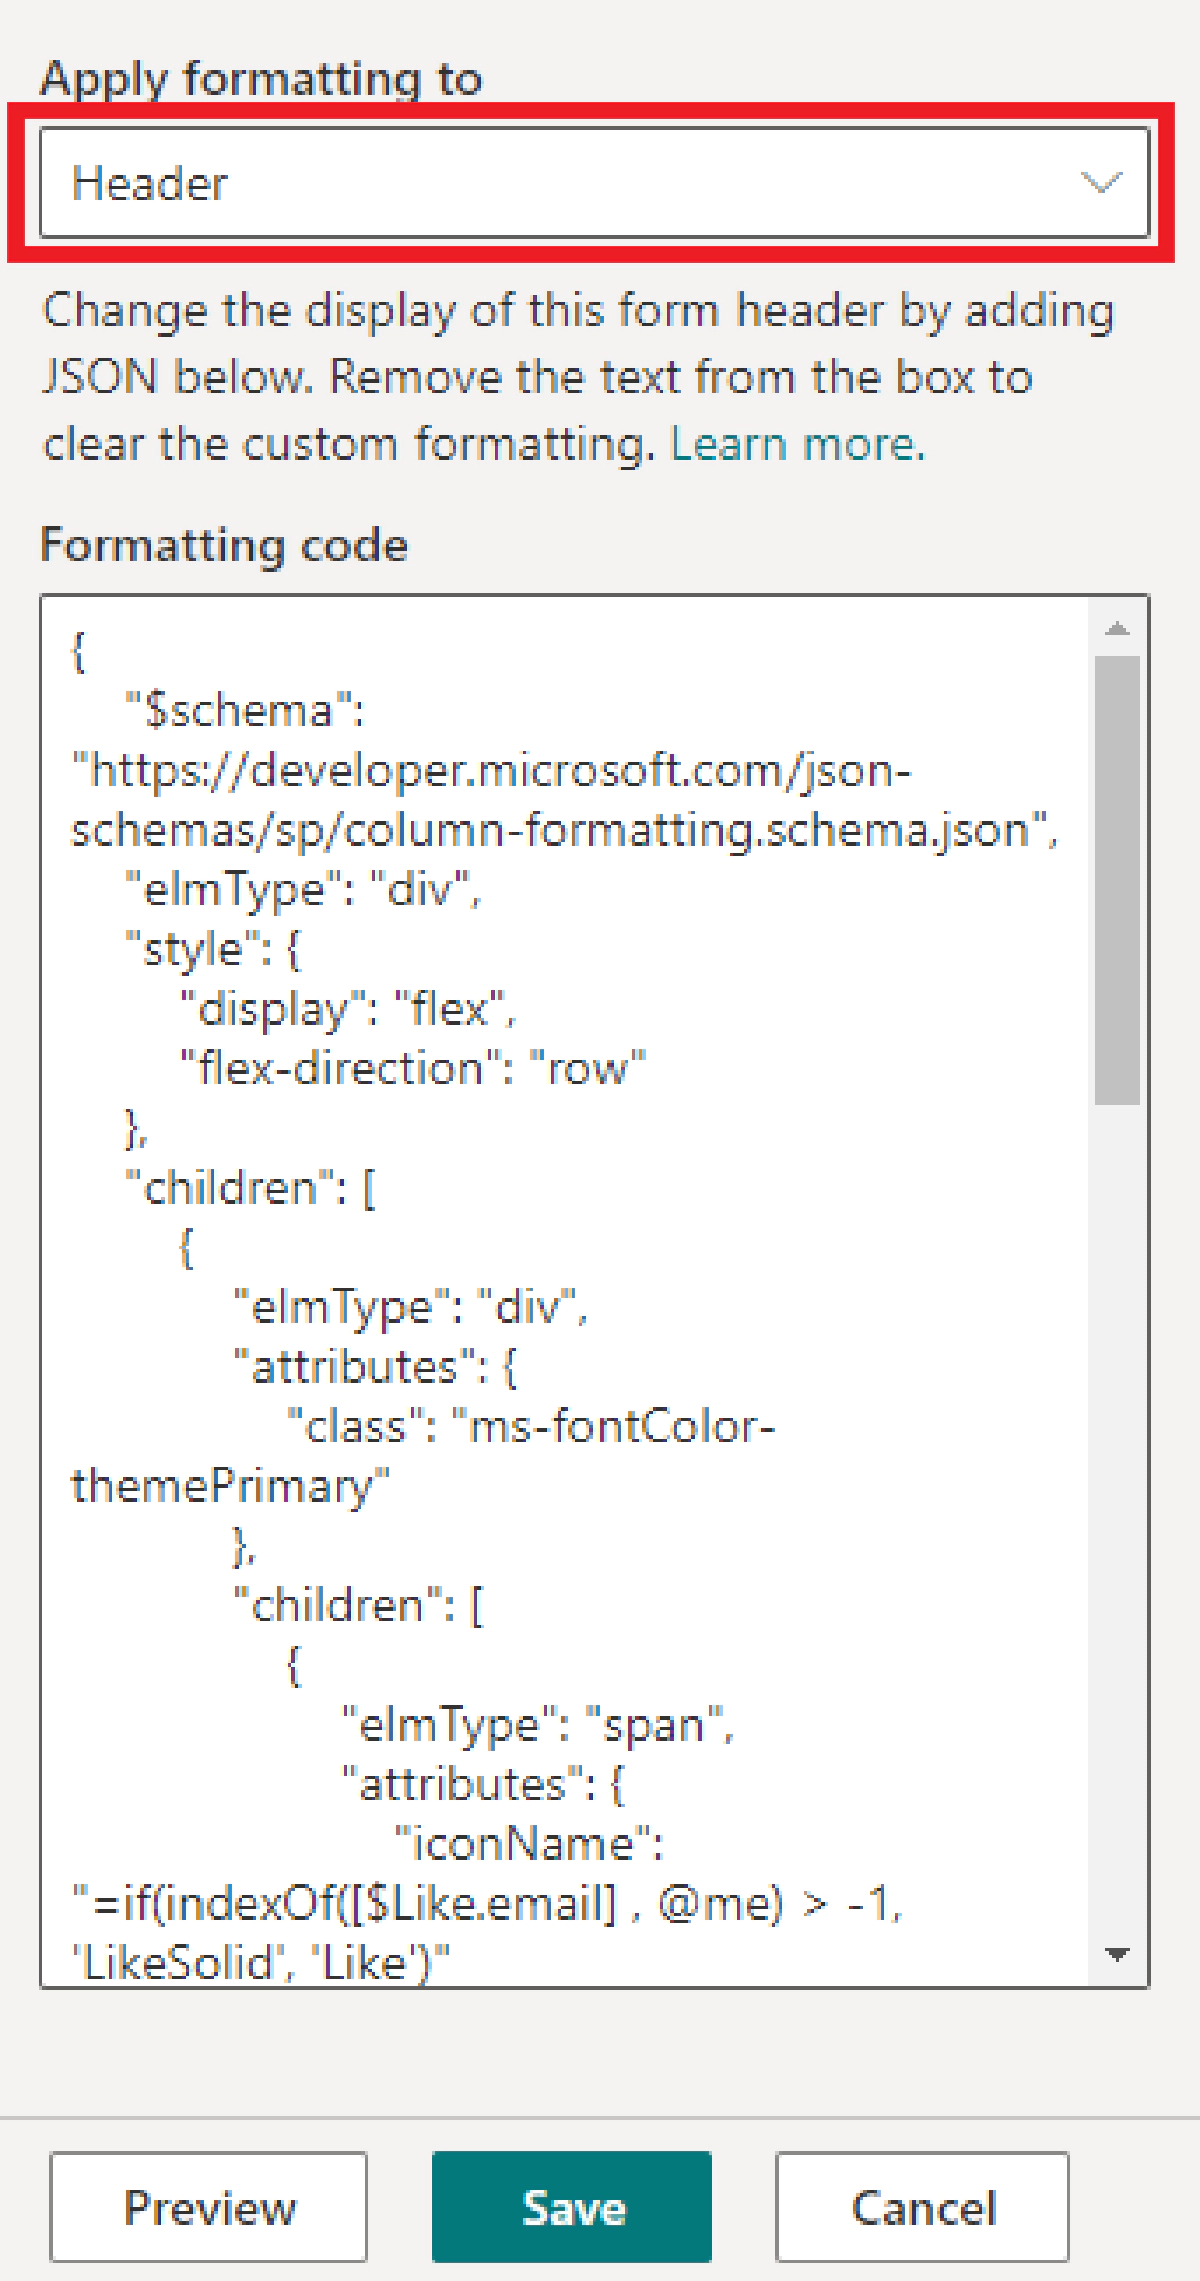 Apply formatting to
Header
Change the display of this form header by adding
JSON below. Remove the text from the box to
clear the custom formatting. Learn more.
Formatting code
{
"$schema":
"https://developer.microsoft.com/json-
schemas/sp/column-formatting.schema.json",
"elmType": "div",
"style": {
"display": "flex",
"flex-direction": "row"
},
"children": [
{
"elmType": "div",
"attributes": {
"class": "ms-fontColor-
themePrimary"
},
"children": [
{
"elmType": "span",
"attributes": {
"iconName":
"=if(indexOf([$Like.email] , @me) > -1,
'LikeSolid', 'Like')"
Preview Save Cancel